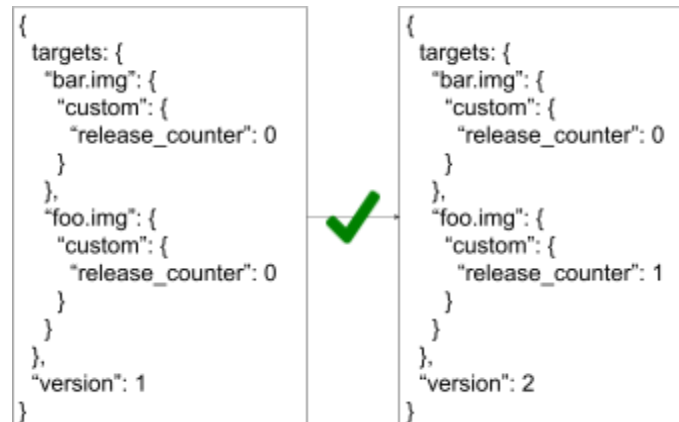 {
  targets: {
    “bar.img”: {
      “custom”: {
        “release_counter”: 0
      }
    },
    “foo.img”: {
      “custom”: {
        “release_counter”: 0
      }
    }
  },
  “version”: 1
}
{
  targets: {
    “bar.img”: {
      “custom”: {
        “release_counter”: 0
      }
    },
    “foo.img”: {
      “custom”: {
        “release_counter”: 1
      }
    }
  },
  “version”: 2
}